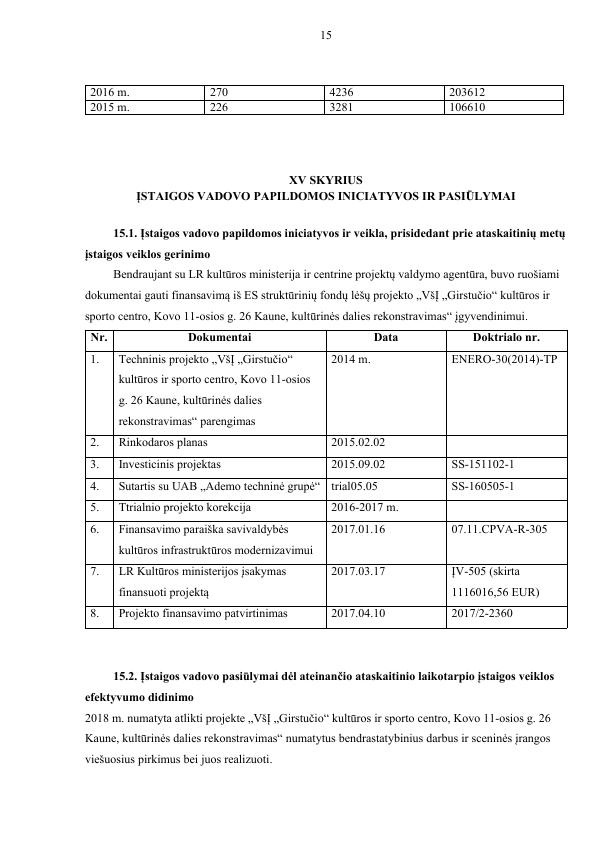 15
2016 m. 270 4236 203612
2015 m. 226 3281 106610
XV SKYRIUS
ĮSTAIGOS VADOVO PAPILDOMOS INICIATYVOS IR PASIŪLYMAI
15.1. Įstaigos vadovo papildomos iniciatyvos ir veikla, prisidedant prie ataskaitinių metų
įstaigos veiklos gerinimo
Bendraujant su LR kultūros ministerija ir centrine projektų valdymo agentūra, buvo ruošiami
dokumentai gauti finansavimą iš ES struktūrinių fondų lėšų projekto „VšĮ „Girstučio“ kultūros ir
sporto centro, Kovo 11-osios g. 26 Kaune, kultūrinės dalies rekonstravimas“ įgyvendinimui.
Nr. Dokumentai Data Doktrialo nr.
1. Techninis projekto „VšĮ „Girstučio“ 2014 m. ENERO-30(2014)-TP
kultūros ir sporto centro, Kovo 11-osios
g. 26 Kaune, kultūrinės dalies
rekonstravimas“ parengimas
2. Rinkodaros planas 2015.02.02
3. Investicinis projektas 2015.09.02 SS-151102-1
4. Sutartis su UAB „Ademo techninė grupė“ trial05.05 SS-160505-1
5. Ttrialnio projekto korekcija 2016-2017 m.
6. Finansavimo paraiška savivaldybės 2017.01.16 07.11.CPVA-R-305
kultūros infrastruktūros modernizavimui
7. LR Kultūros ministerijos įsakymas 2017.03.17 ĮV-505 (skirta
finansuoti projektą 1116016,56 EUR)
8. Projekto finansavimo patvirtinimas 2017.04.10 2017/2-2360
15.2. Įstaigos vadovo pasiūlymai dėl ateinančio ataskaitinio laikotarpio įstaigos veiklos
efektyvumo didinimo
2018 m. numatyta atlikti projekte „VšĮ „Girstučio“ kultūros ir sporto centro, Kovo 11-osios g. 26
Kaune, kultūrinės dalies rekonstravimas“ numatytus bendrastatybinius darbus ir sceninės įrangos
viešuosius pirkimus bei juos realizuoti.